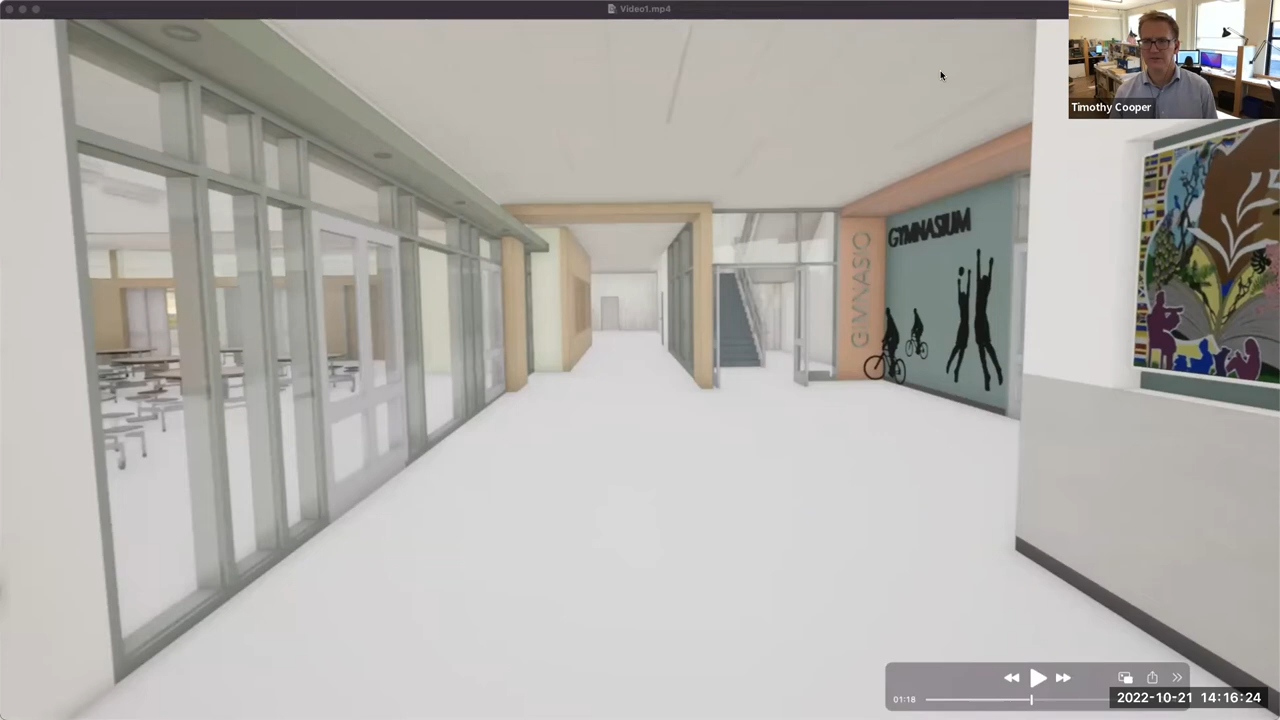 Video1.mp4
Timothy Cooper
GYMNASIUM
GIMNASIO
01:18
2022-10-21 14:16:24